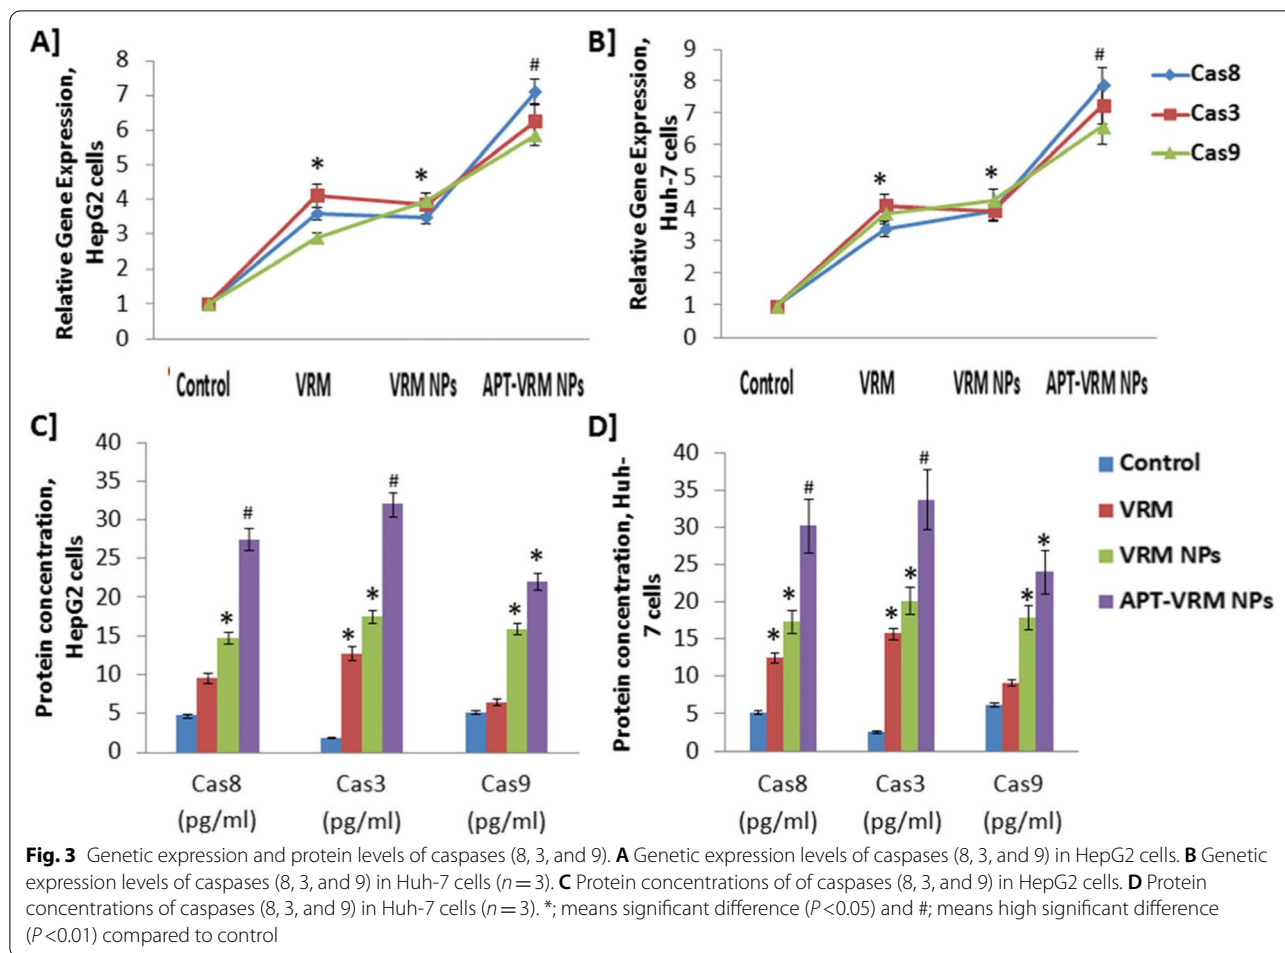 A]
Relative Gene Expression,
HepG2 cells
8
7
6
5
4
3
2
1
0
*
*
#
Control VRM VRM NPs APT-VRM NPs
B]
Relative Gene Expression,
Huh-7 cells
9
8
7
6
5
4
3
2
1
0
*
*
#
Control VRM VRM NPs APT-VRM NPs
Cas8
Cas3
Cas9
C]
Protein concentration,
HepG2 cells
40
35
30
25
20
15
10
5
0
* #
* * #
* *
Cas8 Cas3 Cas9
(pg/ml) (pg/ml) (pg/ml)
D]
Protein concentration, Huh-
7 cells
40
35
30
25
20
15
10
5
0
* * #
* * #
* *
Cas8 Cas3 Cas9
(pg/ml) (pg/ml) (pg/ml)
Control
VRM
VRM NPs
APT-VRM NPs
Fig. 3 Genetic expression and protein levels of caspases (8, 3, and 9). A Genetic expression levels of caspases (8, 3, and 9) in HepG2 cells. B Genetic
expression levels of caspases (8, 3, and 9) in Huh-7 cells (n = 3). C Protein concentrations of of caspases (8, 3, and 9) in HepG2 cells. D Protein
concentrations of caspases (8, 3, and 9) in Huh-7 cells (n = 3). *; means significant difference (P < 0.05) and #; means high significant difference
(P < 0.01) compared to control